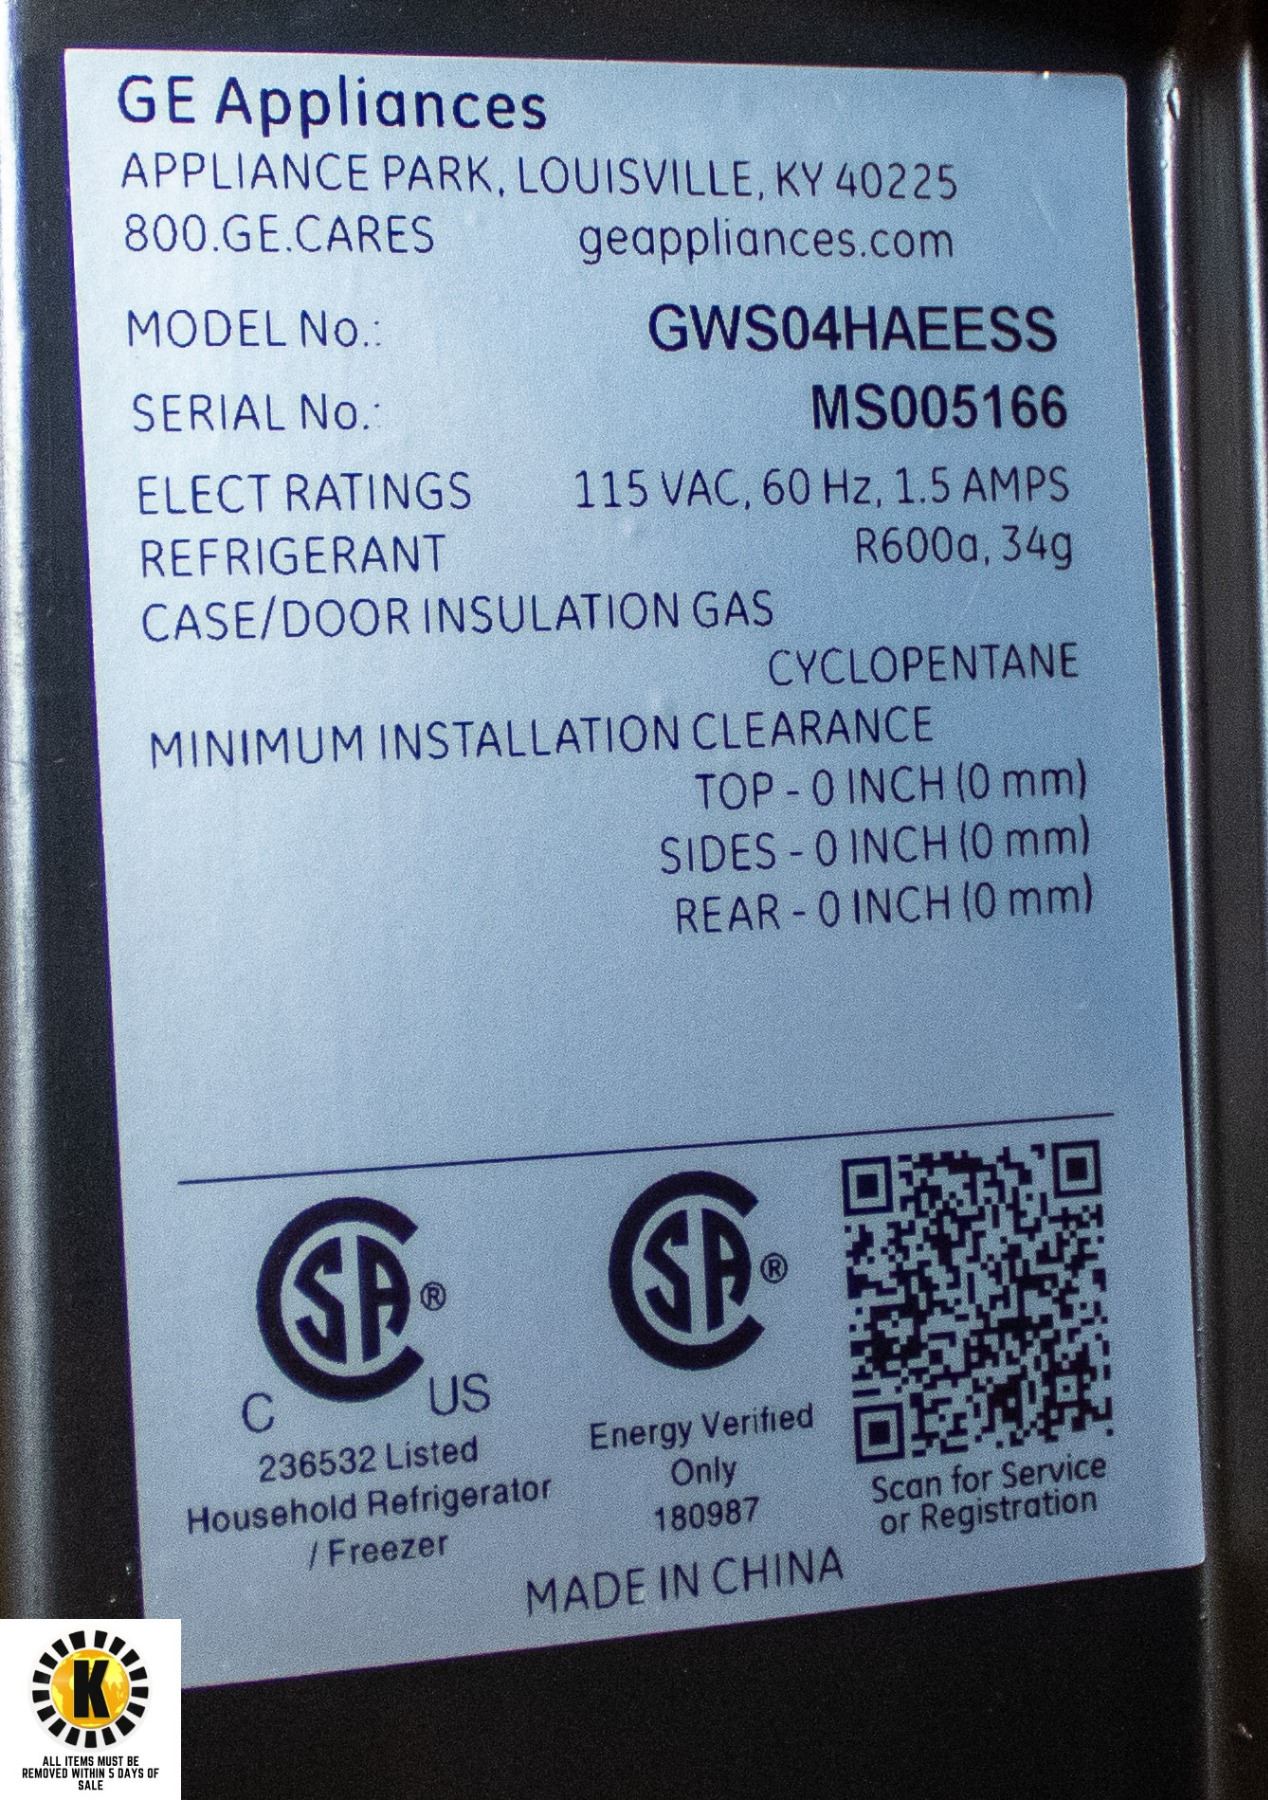 GE Appliances
APPLIANCE PARK, LOUISVILLE, KY 40225
800.GE.CARES geappliances.com
MODEL No.: GWS04HAEESS
SERIAL No.: MS005166
ELECT RATINGS 115 VAC, 60 Hz, 1.5 AMPS
REFRIGERANT R600a, 34g
CASE/DOOR INSULATION GAS
CYCLOPENTANE
MINIMUM INSTALLATION CLEARANCE
TOP - 0 INCH (0 mm)
SIDES - 0 INCH (0 mm)
REAR - 0 INCH (0 mm)
CSA®
C US
236532 Listed
Household Refrigerator
/ Freezer
CSA®
Energy Verified
Only
180987
Scan for Service
or Registration
MADE IN CHINA
K
ALL ITEMS MUST BE
REMOVED WITHIN 5 DAYS OF
SALE